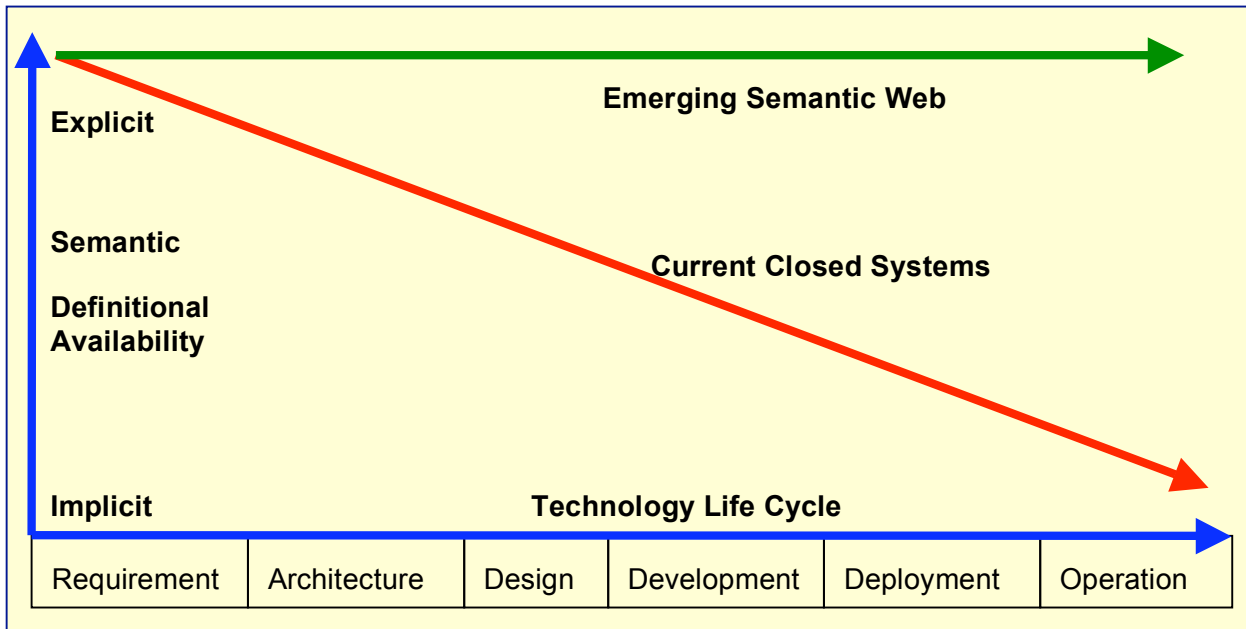 Emerging Semantic Web
Explicit
Semantic
Current Closed Systems
Definitional
Availability
Implicit
Technology Life Cycle
Requirement
Architecture
Design
Development
Deployment
Operation